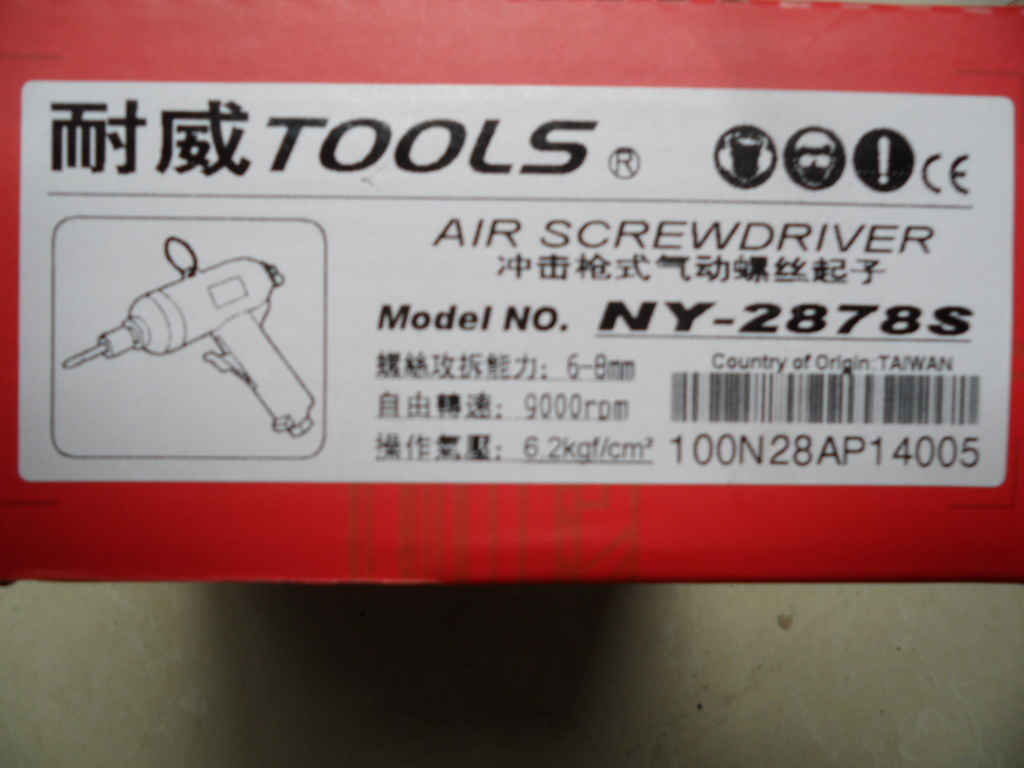 耐威TOOLS ®
CE
AIR SCREWDRIVER
冲击枪式气动螺丝起子
Model NO. NY-2878S
螺絲攻拆能力: 6-8mm
自由轉速: 9000rpm
操作氣壓: 6.2kgf/cm²
Country of Origin:TAIWAN
100N28AP14005